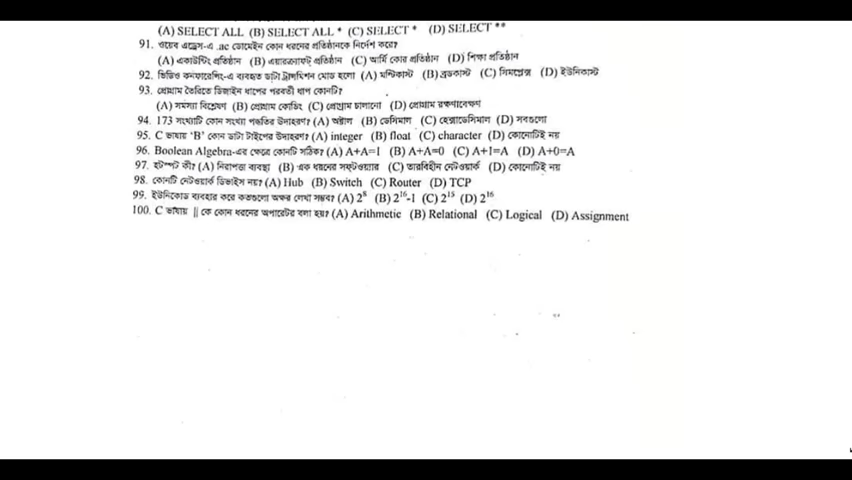 (A) SELECT ALL (B) SELECT ALL * (C) SELECT * (D) SELECT **
91. ওয়েব এড্রেস-এ .ac ডোমেইন কোন ধরনের প্রতিষ্ঠানকে নির্দেশ করে?
(A) একাউন্টিং প্রতিষ্ঠান (B) এয়ারক্র্যাফট্ প্রতিষ্ঠান (C) আর্মি কোর প্রতিষ্ঠান (D) শিক্ষা প্রতিষ্ঠান
92. ভিডিও কনফারেন্সিং-এ ব্যবহৃত ডাটা ট্রান্সমিশন মোড হলো (A) মাল্টিকাস্ট (B) ব্রডকাস্ট (C) সিমপ্লেক্স (D) ইউনিকাস্ট
93. প্রোগ্রাম তৈরিতে ডিজাইন ধাপের পরবর্তী ধাপ কোনটি?
(A) সমস্যা বিশ্লেষণ (B) প্রোগ্রাম কোডিং (C) প্রোগ্রাম চালানো (D) প্রোগ্রাম রক্ষণাবেক্ষণ
94. 173 সংখ্যাটি কোন সংখ্যা পদ্ধতির উদাহরণ? (A) অক্টাল (B) ডেসিমাল (C) হেক্সাডেসিমাল (D) সবগুলো
95. C ভাষায় ‘B’ কোন ডাটা টাইপের উদাহরণ? (A) integer (B) float (C) character (D) কোনোটিই নয়
96. Boolean Algebra-এর ক্ষেত্রে কোনটি সঠিক? (A) A+A=1 (B) A+A=0 (C) A+1=A (D) A+0=A
97. হটস্পট কী? (A) নিরাপত্তা ব্যবস্থা (B) এক ধরনের সফ্টওয়্যার (C) তারবিহীন নেটওয়ার্ক (D) কোনোটিই নয়
98. কোনটি নেটওয়ার্ক ডিভাইস নয়? (A) Hub (B) Switch (C) Router (D) TCP
99. ইউনিকোড ব্যবহার করে কতগুলো অক্ষর লেখা সম্ভব? (A) 2⁸ (B) 2¹⁶-1 (C) 2¹⁵ (D) 2¹⁶
100. C ভাষায় || কে কোন ধরনের অপারেটর বলা হয়? (A) Arithmetic (B) Relational (C) Logical (D) Assignment